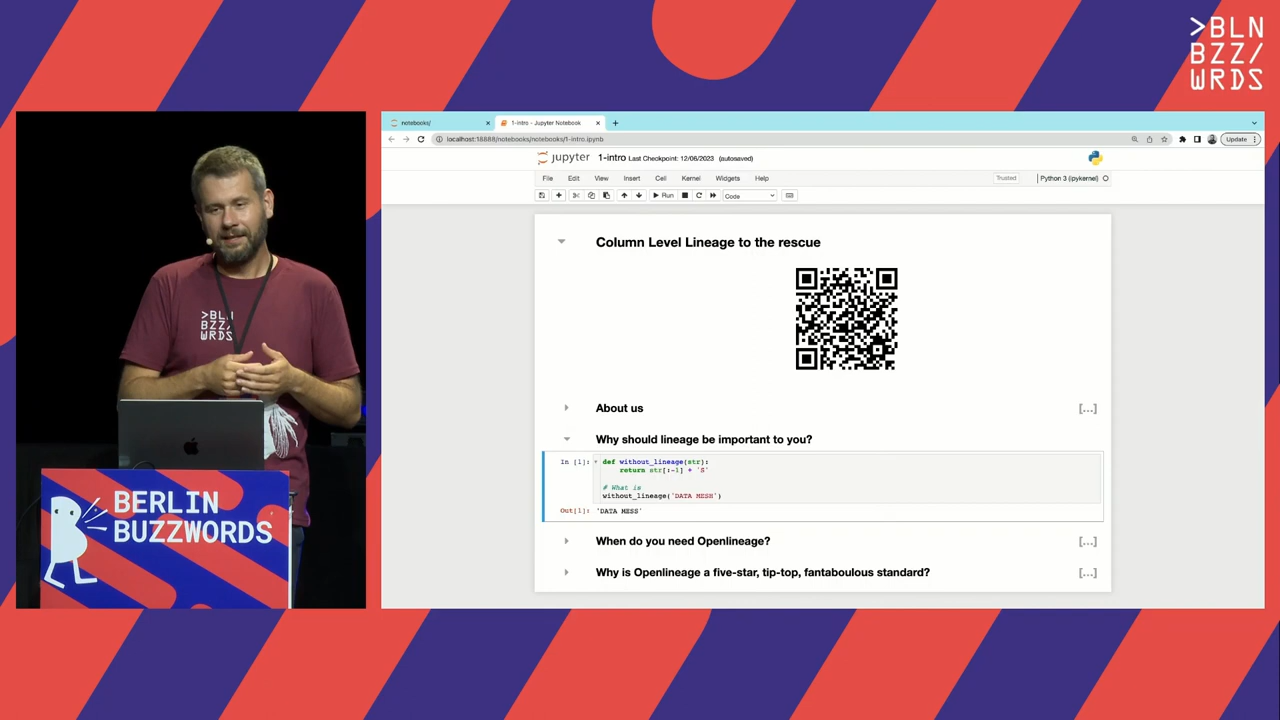 >BLN
BZZ/
WRDS
notebooks/
1-intro - Jupyter Notebook
localhost:18888/notebooks/notebooks/1-intro.ipynb
Update
jupyter 1-intro Last Checkpoint: 12/06/2023 (autosaved)
File Edit View Insert Cell Kernel Widgets Help
Trusted
Python 3 (ipykernel)
Run
Code
Column Level Lineage to the rescue
About us
[...]
Why should lineage be important to you?
In [1]:
def without_lineage(str):
return str[:-1] + 'S'
# What is
without_lineage('DATA MESH')
Out[1]: 'DATA MESS'
When do you need Openlineage?
[...]
Why is Openlineage a five-star, tip-top, fantaboulous standard?
[...]
>BLN
BZZ/
WRDS
BERLIN
BUZZWORDS